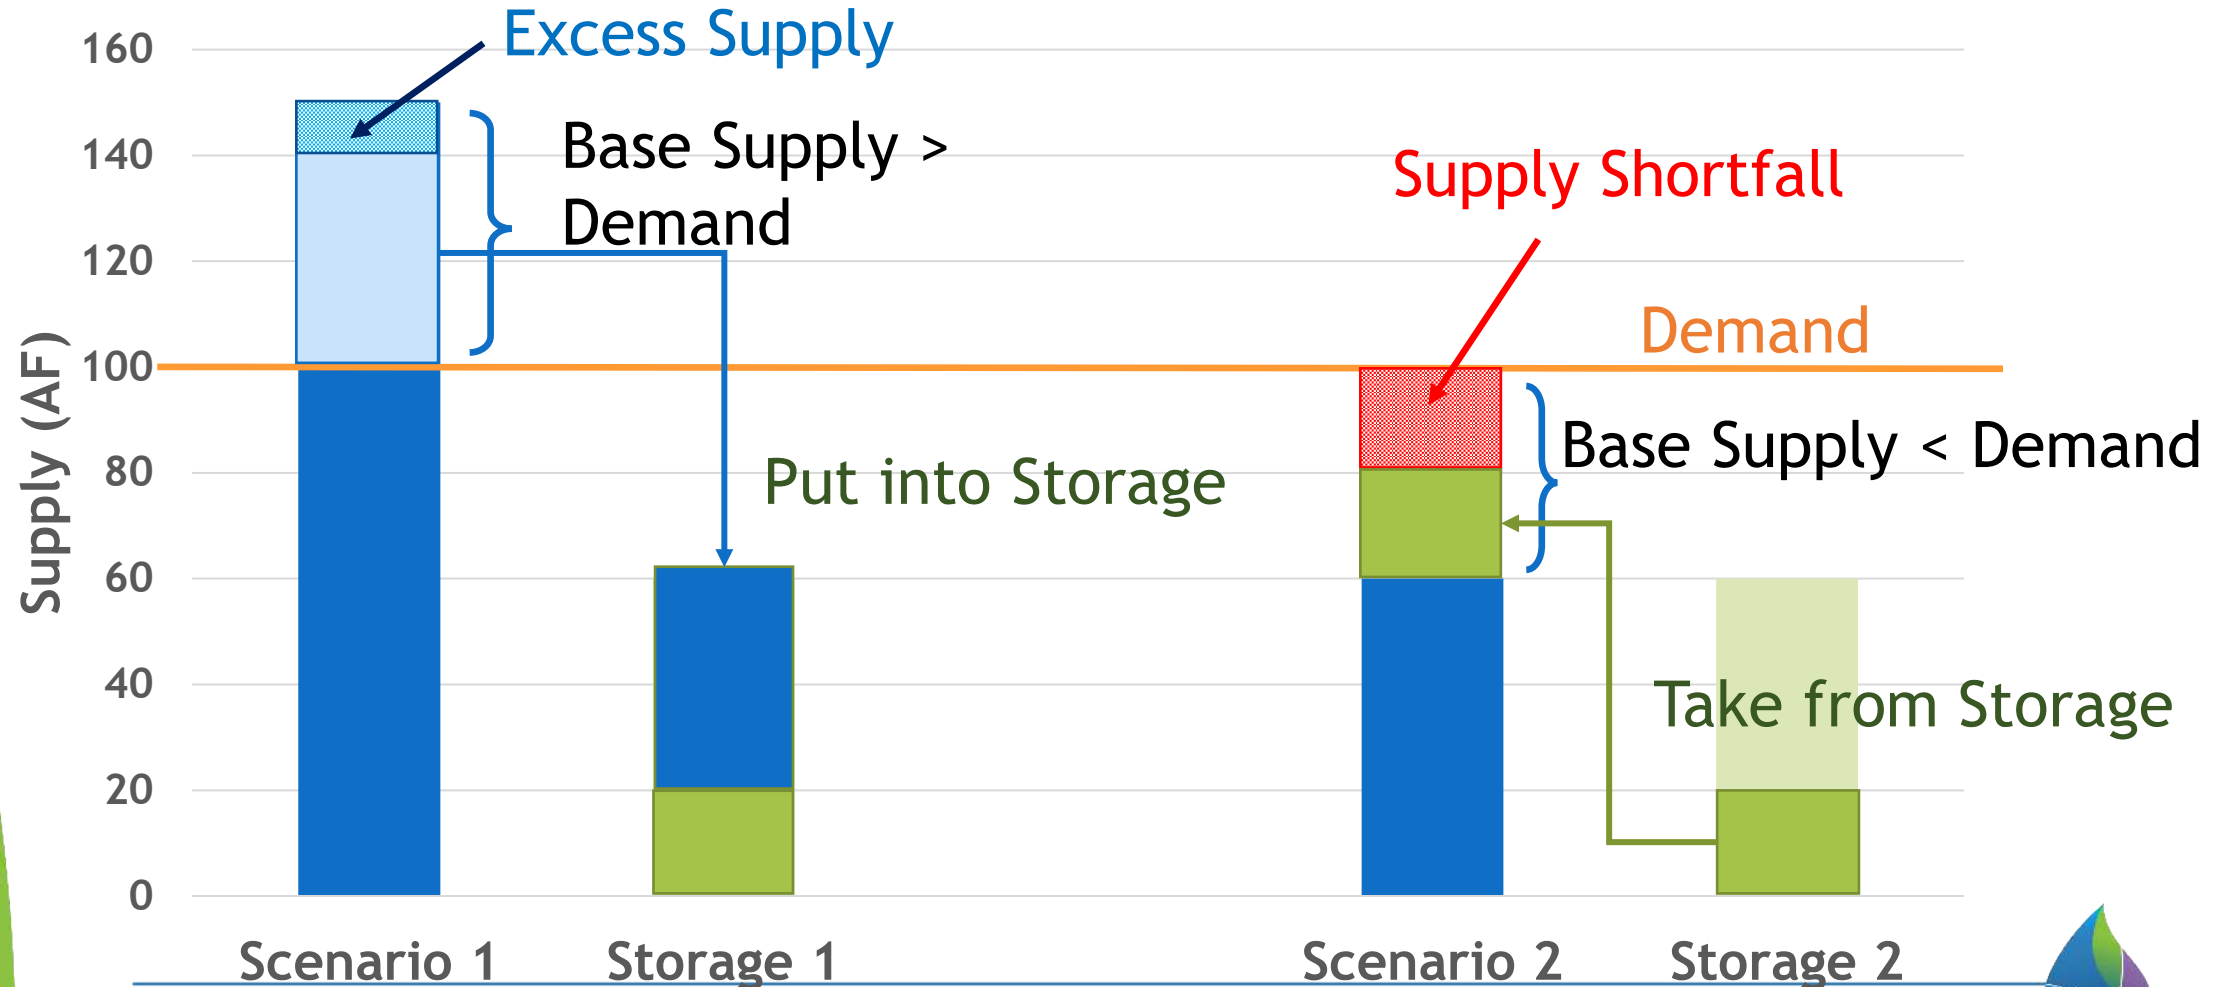 Excess Supply
Base Supply >
Demand
Supply Shortfall
Demand
Base Supply < Demand
Put into Storage
Take from Storage
Supply (AF)
160
140
120
100
80
60
40
20
0
Scenario 1
Storage 1
Scenario 2
Storage 2